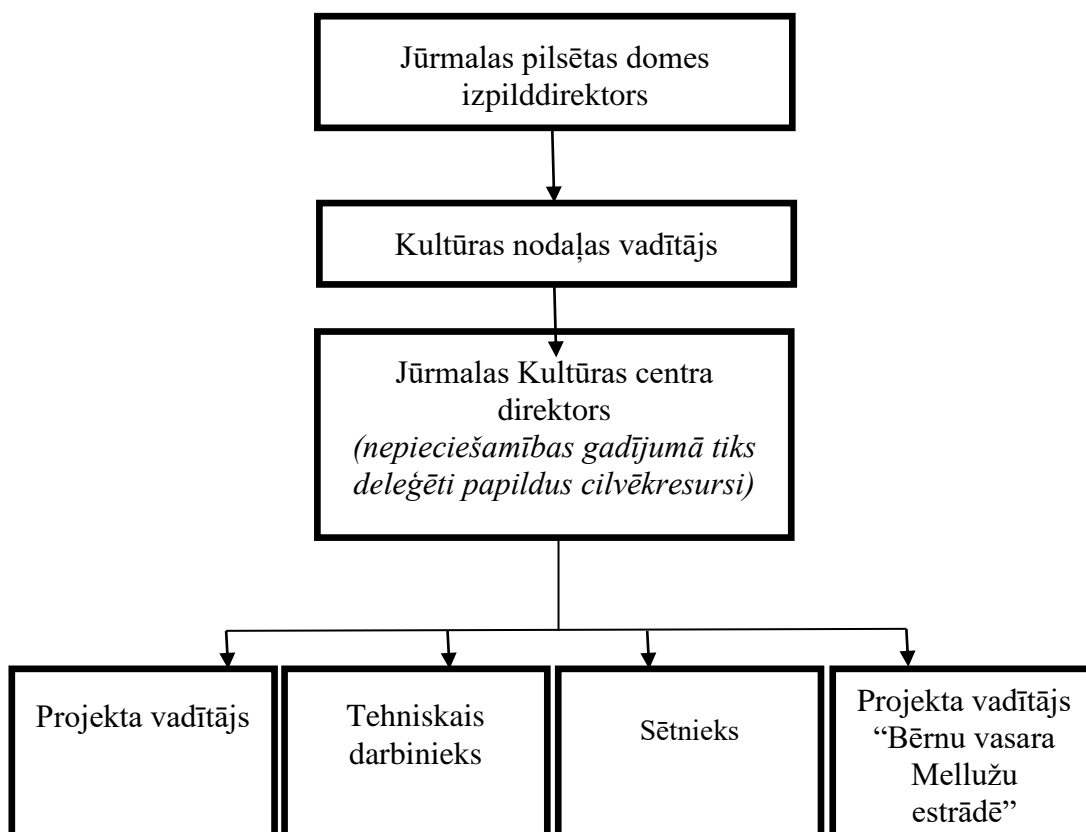 Jūrmalas pilsētas domes
izpilddirektors
Kultūras nodaļas vadītājs
Jūrmalas Kultūras centra
direktors
(nepieciešamības gadījumā tiks
deleģēti papildus cilvēkresursi)
Projekta vadītājs
Tehniskais
darbinieks
Sētnieks
Projekta vadītājs
“Bērnu vasara
Mellužu
estrādē”